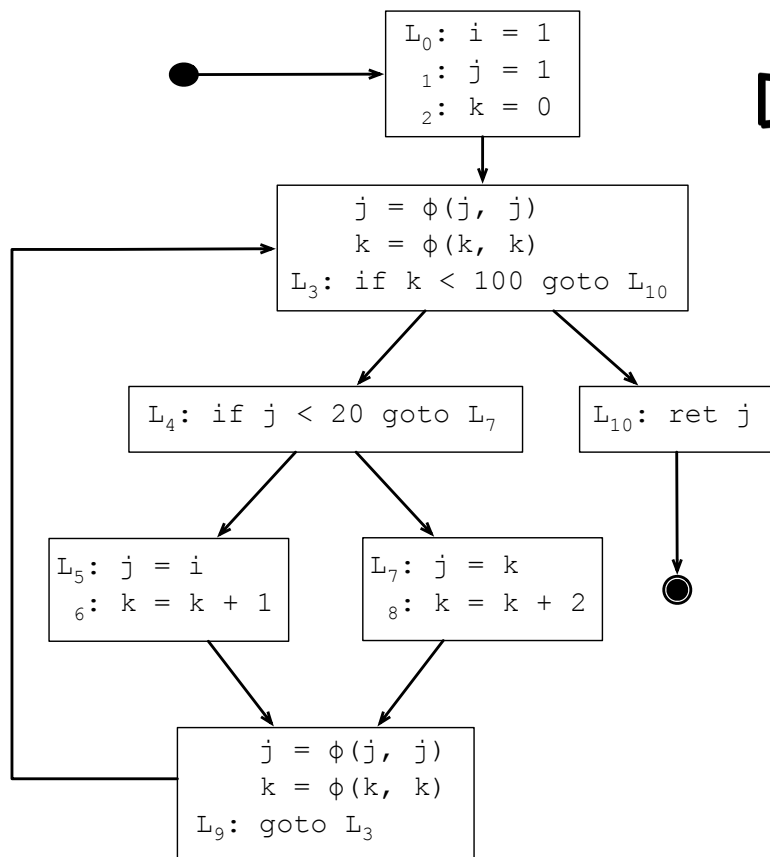 L₀: i = 1
₁: j = 1
₂: k = 0
j = ϕ(j, j)
k = ϕ(k, k)
L₃: if k < 100 goto L₁₀
L₄: if j < 20 goto L₇
L₁₀: ret j
L₅: j = i
₆: k = k + 1
L₇: j = k
₈: k = k + 2
j = ϕ(j, j)
k = ϕ(k, k)
L₉: goto L₃